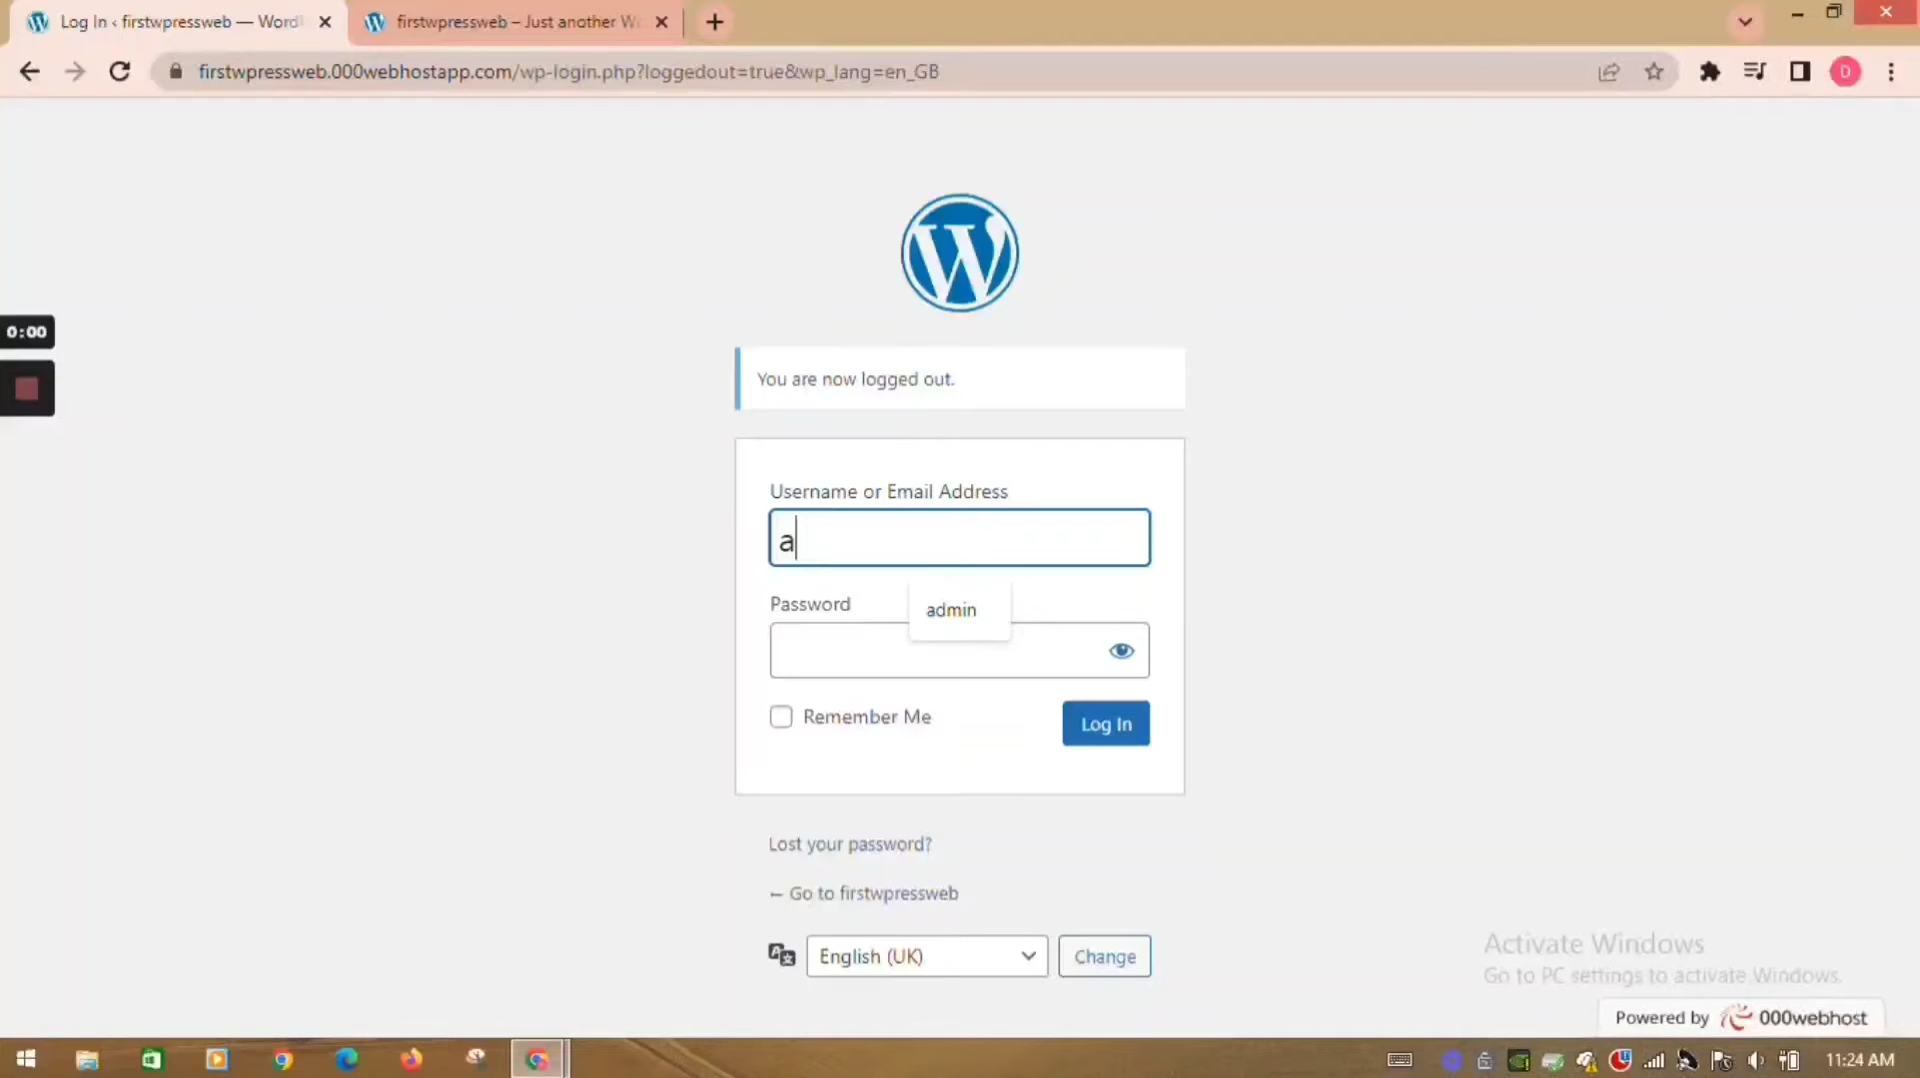 Log In ‹ firstwpressweb — Word
firstwpressweb – Just another W
firstwpressweb.000webhostapp.com/wp-login.php?loggedout=true&wp_lang=en_GB
D
0:00
You are now logged out.
Username or Email Address
a
Password
admin
Remember Me
Log In
Lost your password?
← Go to firstwpressweb
English (UK)
Change
Activate Windows
Go to PC settings to activate Windows.
Powered by 000webhost
11:24 AM